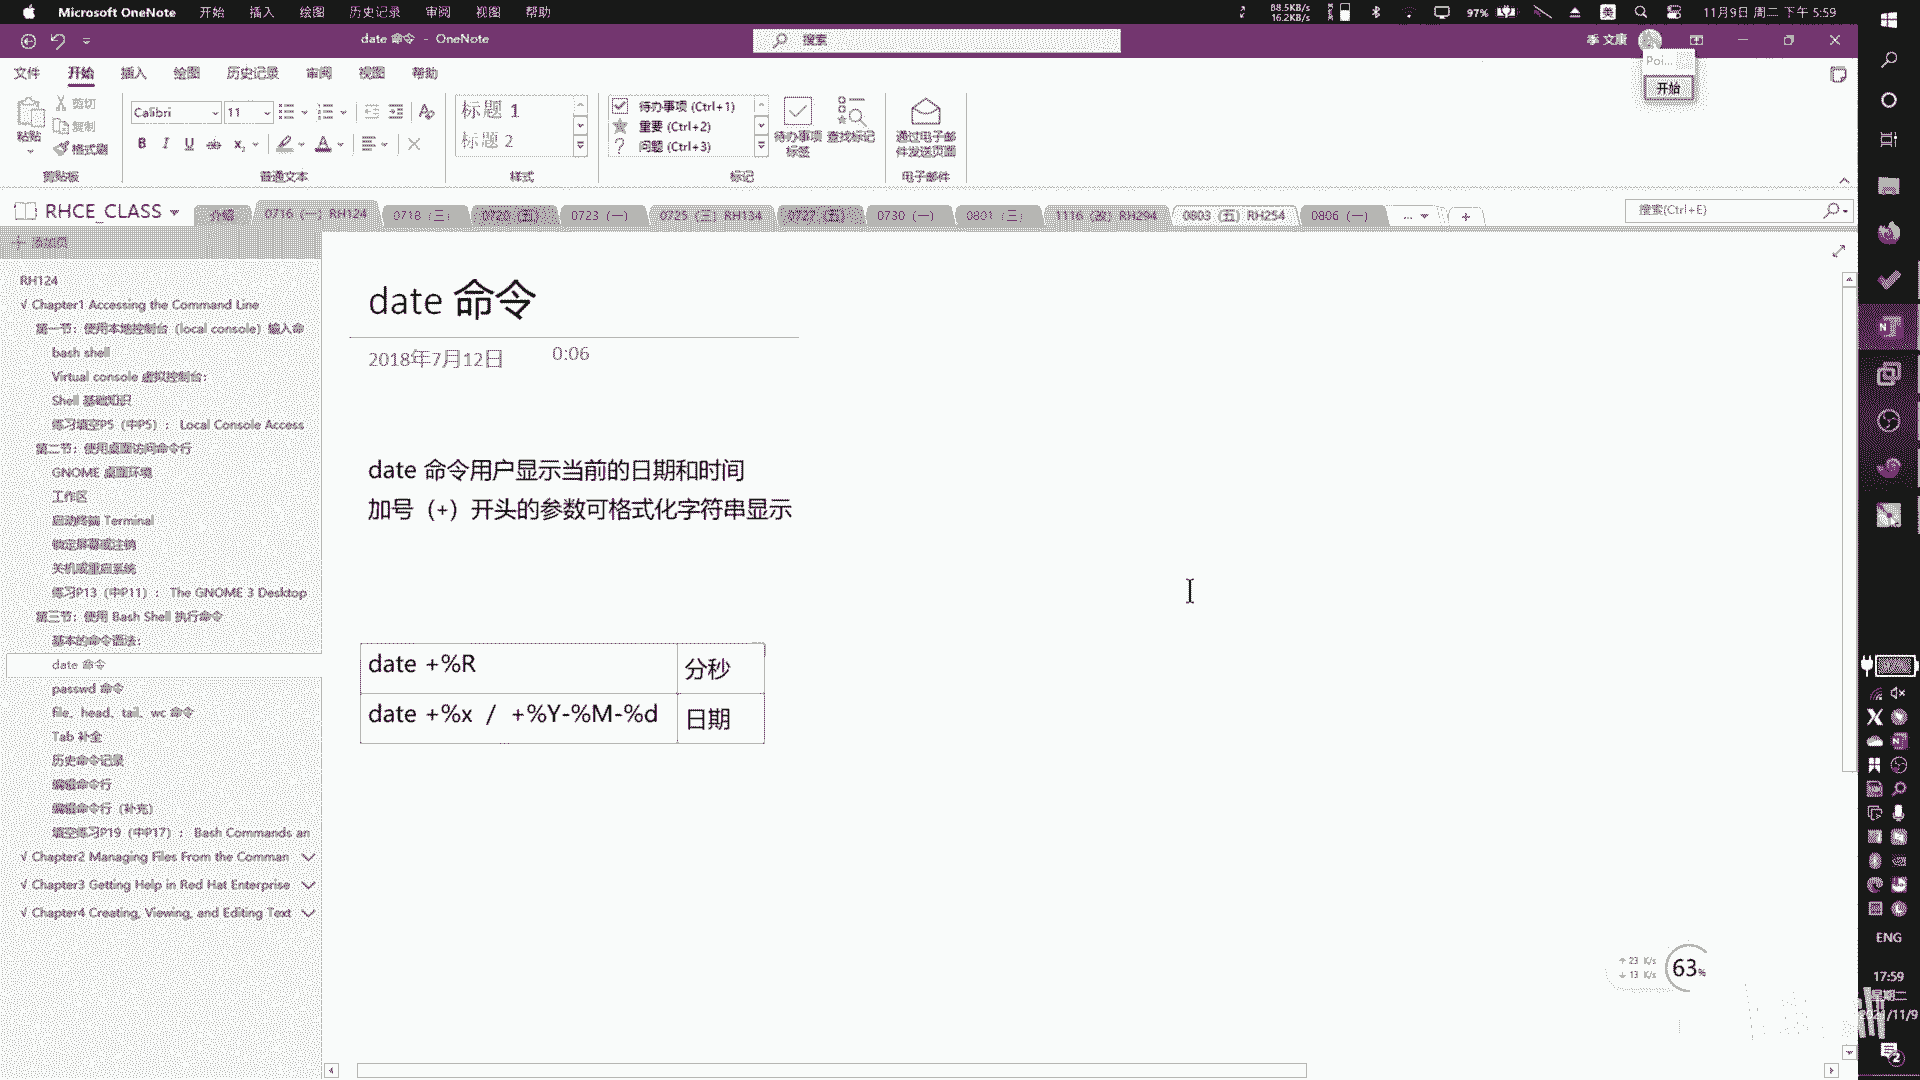 Microsoft OneNote 开始 插入 绘图 历史记录 审阅 视图 帮助
88.5KB/s
16.2KB/s
97%
美
11月9日 周二 下午 5:59
date 命令 - OneNote
搜索
李 文康
Poi...
开始
文件 开始 插入 绘图 历史记录 审阅 视图 帮助
粘贴
剪切
复制
格式刷
剪贴板
Calibri
11
B I U ab x
A
普通文本
标题 1
标题 2
样式
待办事项 (Ctrl+1)
重要 (Ctrl+2)
问题 (Ctrl+3)
待办事项
标签
查找标记
标记
通过电子邮
件发送页面
电子邮件
RHCE_CLASS
介绍
0716（一）RH124
0718（三）
0720（五）
0723（一）
0725（三）RH134
0727（五）
0730（一）
0801（三）
1116（改）RH294
0803（五）RH254
0806（一）
...
+
搜索(Ctrl+E)
添加页
RH124
√ Chapter1 Accessing the Command Line
第一节：使用本地控制台（local console）输入命
bash shell
Virtual console 虚拟控制台：
Shell 基础知识
练习填空P5（中P5）： Local Console Access
第二节：使用桌面访问命令行
GNOME 桌面环境
工作区
启动终端 Terminal
锁定屏幕或注销
关机或重启系统
练习P13（中P11）： The GNOME 3 Desktop
第三节：使用 Bash Shell 执行命令
基本的命令语法：
date 命令
passwd 命令
file、head、tail、wc 命令
Tab 补全
历史命令记录
编辑命令行
编辑命令行（补充）
填空练习P19（中P17）： Bash Commands an
√ Chapter2 Managing Files From the Comman
√ Chapter3 Getting Help in Red Hat Enterprise
√ Chapter4 Creating, Viewing, and Editing Text
date 命令
2018年7月12日
0:06
date 命令用户显示当前的日期和时间
加号（+）开头的参数可格式化字符串显示
date +%R
分秒
date +%x / +%Y-%M-%d
日期
23 K/s
13 K/s
63%
ENG
17:59
星期二
2021/11/9
2